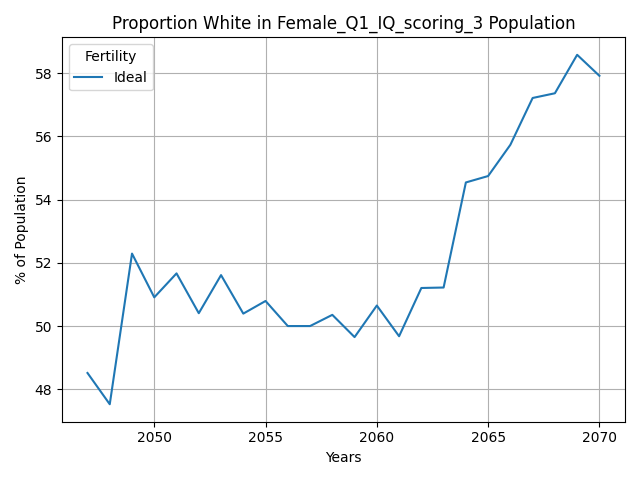 Proportion White in Female_Q1_IQ_scoring_3 Population
Fertility
Ideal
% of Population
58
56
54
52
50
48
2050 2055 2060 2065 2070
Years